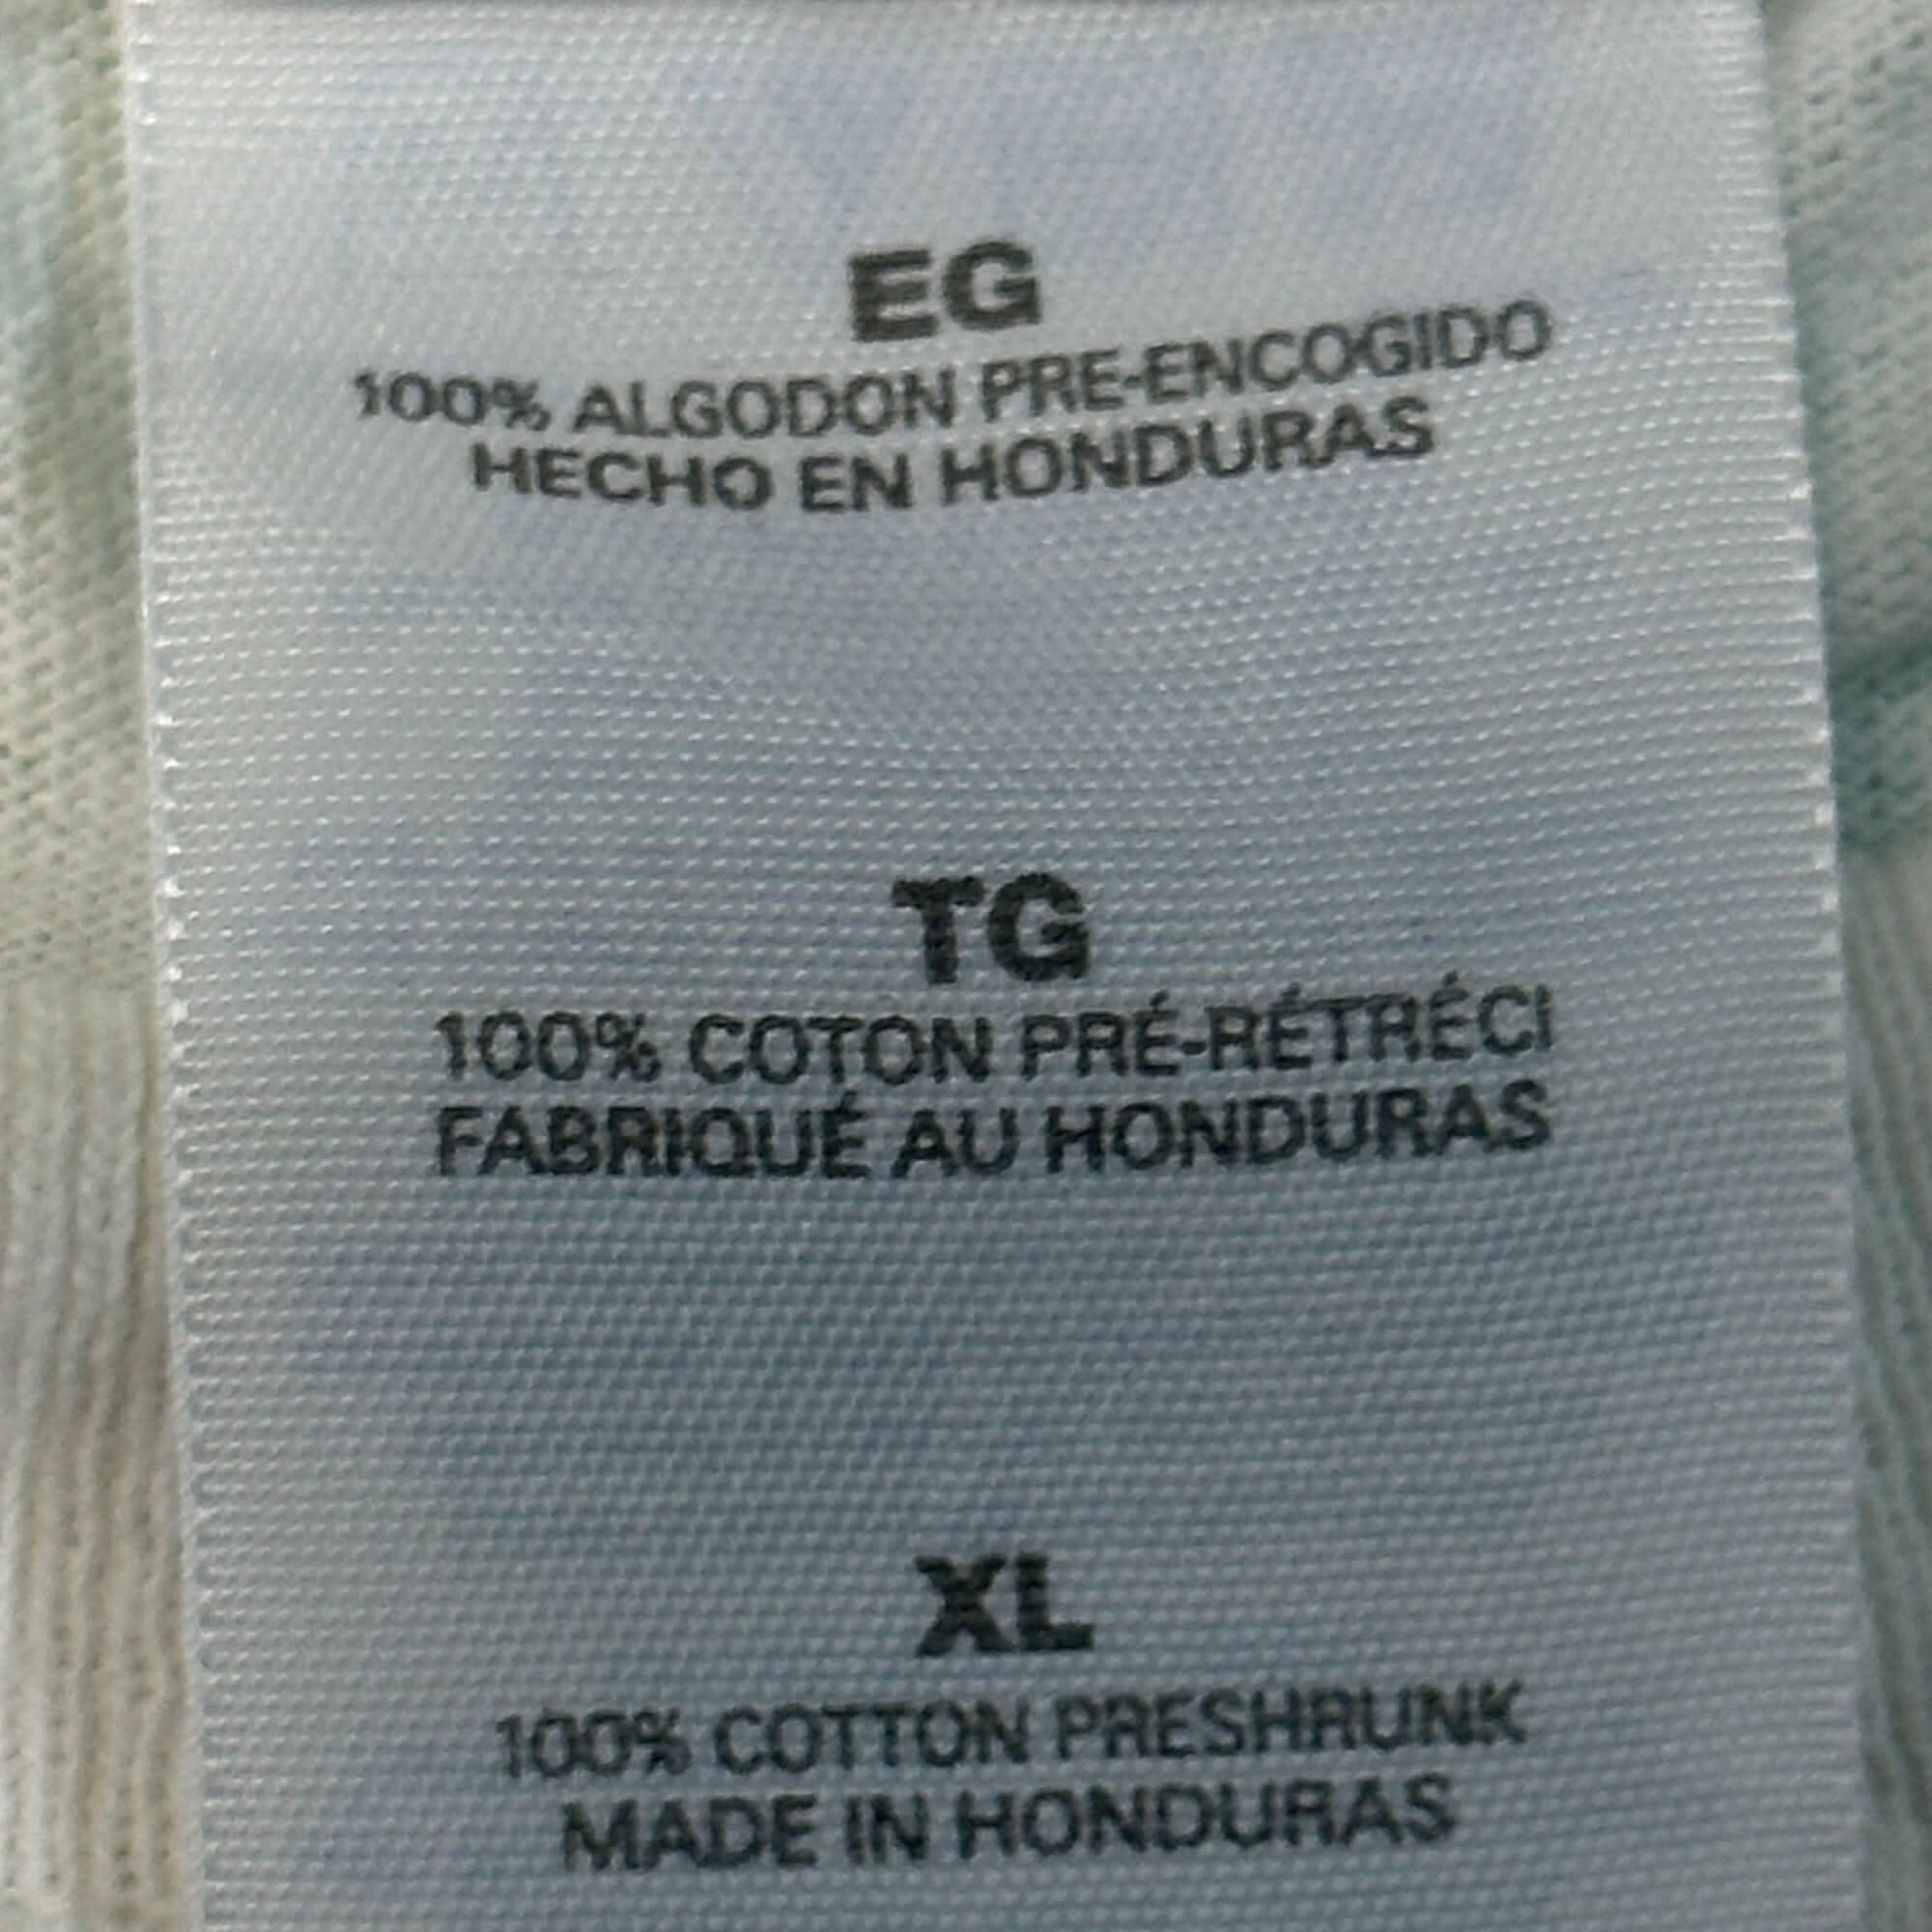 EG
100% ALGODON PRE-ENCOGIDO
HECHO EN HONDURAS
TG
100% COTON PRÉ-RÉTRÉCI
FABRIQUÉ AU HONDURAS
XL
100% COTTON PRESHRUNK
MADE IN HONDURAS